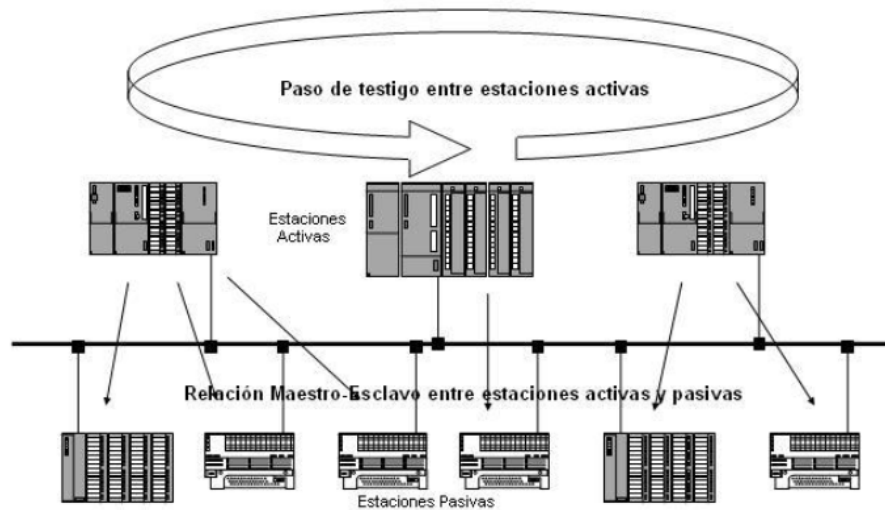 Paso de testigo entre estaciones activas
Estaciones
Activas
Relación Maestro-Esclavo entre estaciones activas y pasivas
Estaciones Pasivas